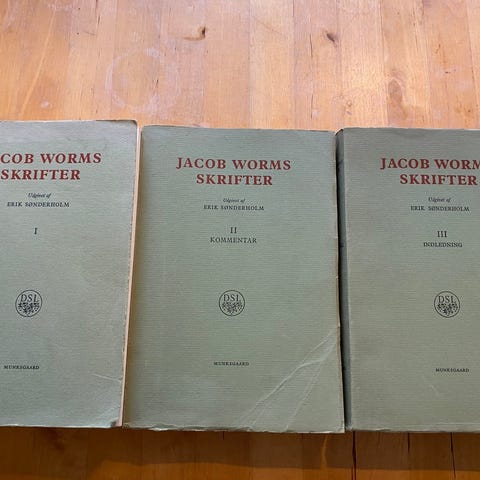 COB WORMS
SKRIFTER
Udgivet af
ERIK SØNDERHOLM
I
DSL
MUNKSGAARD
JACOB WORMS
SKRIFTER
Udgivet af
ERIK SØNDERHOLM
II
KOMMENTAR
DSL
MUNKSGAARD
JACOB WORM
SKRIFTER
Udgivet af
ERIK SØNDERHOLM
III
INDLEDNING
DSL
MUNKSGAARD